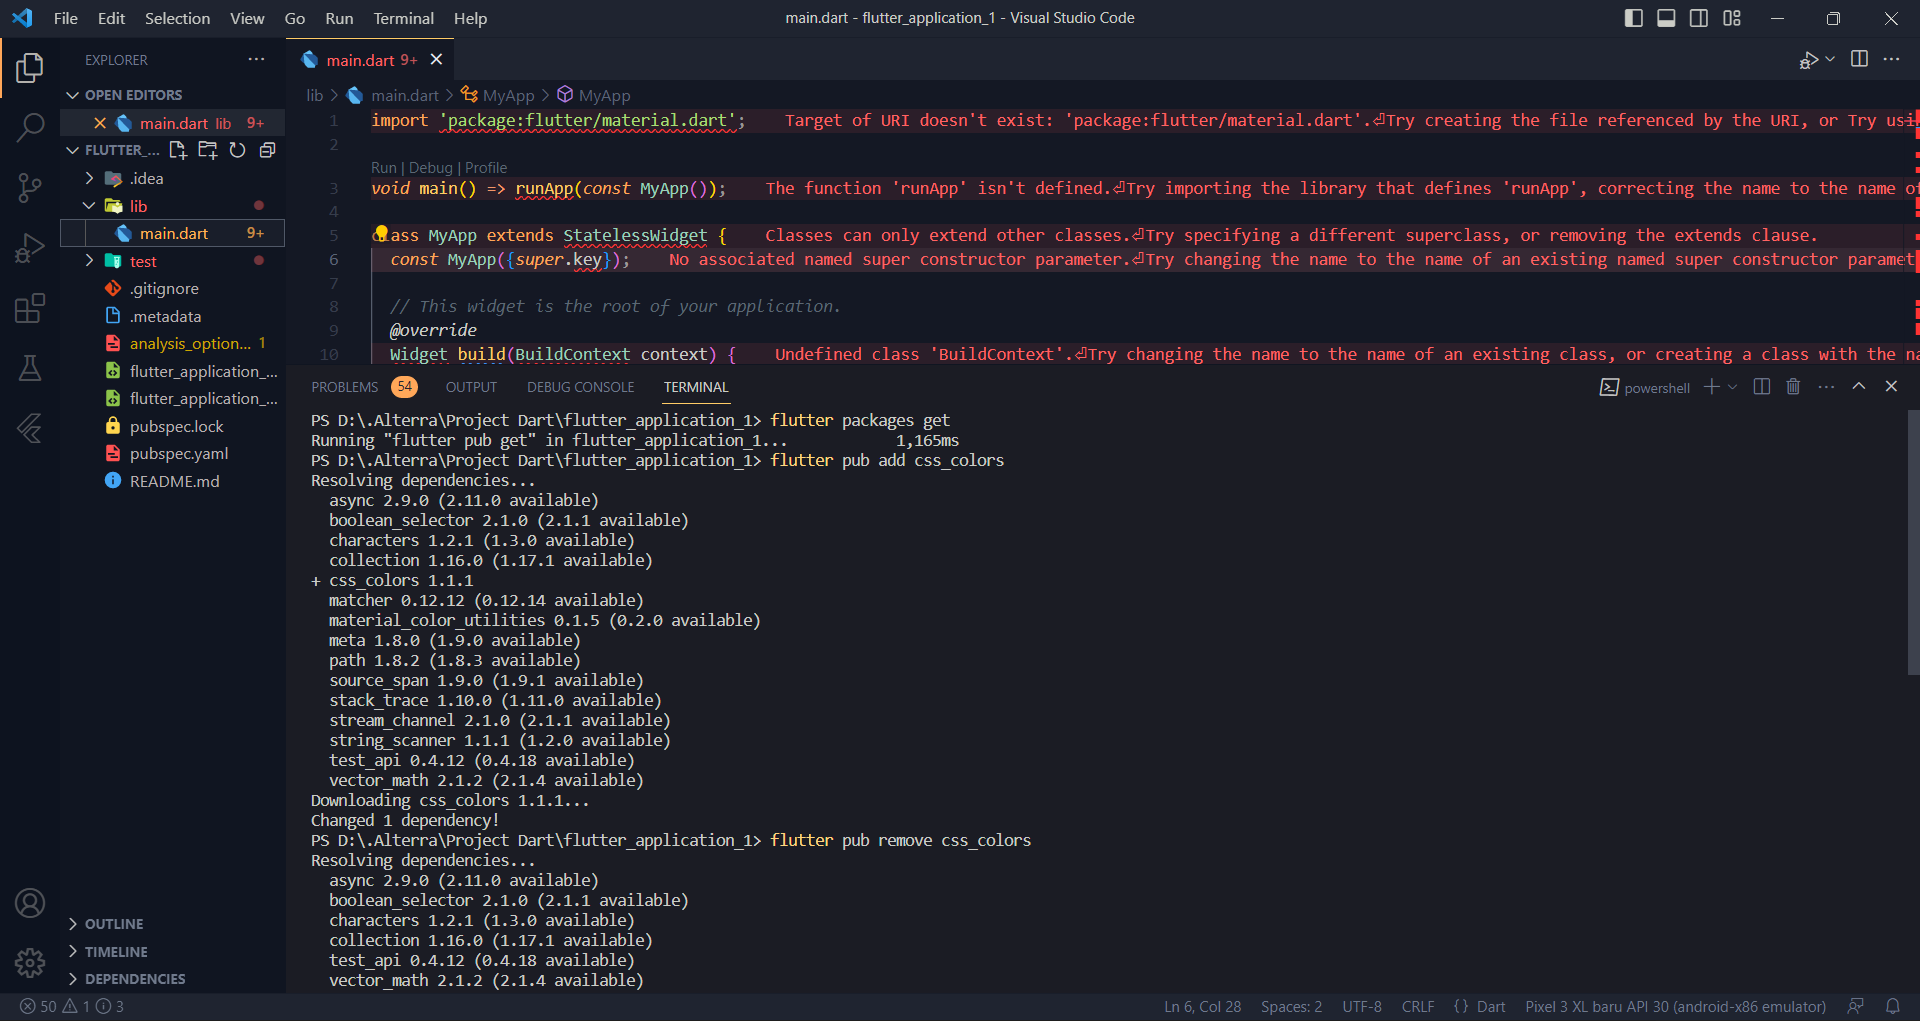 File Edit Selection View Go Run Terminal Help
main.dart - flutter_application_1 - Visual Studio Code
EXPLORER
OPEN EDITORS
main.dart lib 9+
FLUTTER_...
.idea
lib
main.dart 9+
test
.gitignore
.metadata
analysis_option... 1
flutter_application_...
flutter_application_...
pubspec.lock
pubspec.yaml
README.md
OUTLINE
TIMELINE
DEPENDENCIES
main.dart 9+
lib > main.dart > MyApp > MyApp
1 import 'package:flutter/material.dart'; Target of URI doesn't exist: 'package:flutter/material.dart'.⏎Try creating the file referenced by the URI, or Try usi
2
Run | Debug | Profile
3 void main() => runApp(const MyApp()); The function 'runApp' isn't defined.⏎Try importing the library that defines 'runApp', correcting the name to the name of
4
5 class MyApp extends StatelessWidget { Classes can only extend other classes.⏎Try specifying a different superclass, or removing the extends clause.
6 const MyApp({super.key}); No associated named super constructor parameter.⏎Try changing the name to the name of an existing named super constructor paramet
7
8 // This widget is the root of your application.
9 @override
10 Widget build(BuildContext context) { Undefined class 'BuildContext'.⏎Try changing the name to the name of an existing class, or creating a class with the na
PROBLEMS 54 OUTPUT DEBUG CONSOLE TERMINAL
powershell
PS D:\.Alterra\Project Dart\flutter_application_1> flutter packages get
Running "flutter pub get" in flutter_application_1... 1,165ms
PS D:\.Alterra\Project Dart\flutter_application_1> flutter pub add css_colors
Resolving dependencies...
async 2.9.0 (2.11.0 available)
boolean_selector 2.1.0 (2.1.1 available)
characters 1.2.1 (1.3.0 available)
collection 1.16.0 (1.17.1 available)
+ css_colors 1.1.1
matcher 0.12.12 (0.12.14 available)
material_color_utilities 0.1.5 (0.2.0 available)
meta 1.8.0 (1.9.0 available)
path 1.8.2 (1.8.3 available)
source_span 1.9.0 (1.9.1 available)
stack_trace 1.10.0 (1.11.0 available)
stream_channel 2.1.0 (2.1.1 available)
string_scanner 1.1.1 (1.2.0 available)
test_api 0.4.12 (0.4.18 available)
vector_math 2.1.2 (2.1.4 available)
Downloading css_colors 1.1.1...
Changed 1 dependency!
PS D:\.Alterra\Project Dart\flutter_application_1> flutter pub remove css_colors
Resolving dependencies...
async 2.9.0 (2.11.0 available)
boolean_selector 2.1.0 (2.1.1 available)
characters 1.2.1 (1.3.0 available)
collection 1.16.0 (1.17.1 available)
test_api 0.4.12 (0.4.18 available)
vector_math 2.1.2 (2.1.4 available)
50 1 3
Ln 6, Col 28 Spaces: 2 UTF-8 CRLF {} Dart Pixel 3 XL baru API 30 (android-x86 emulator)